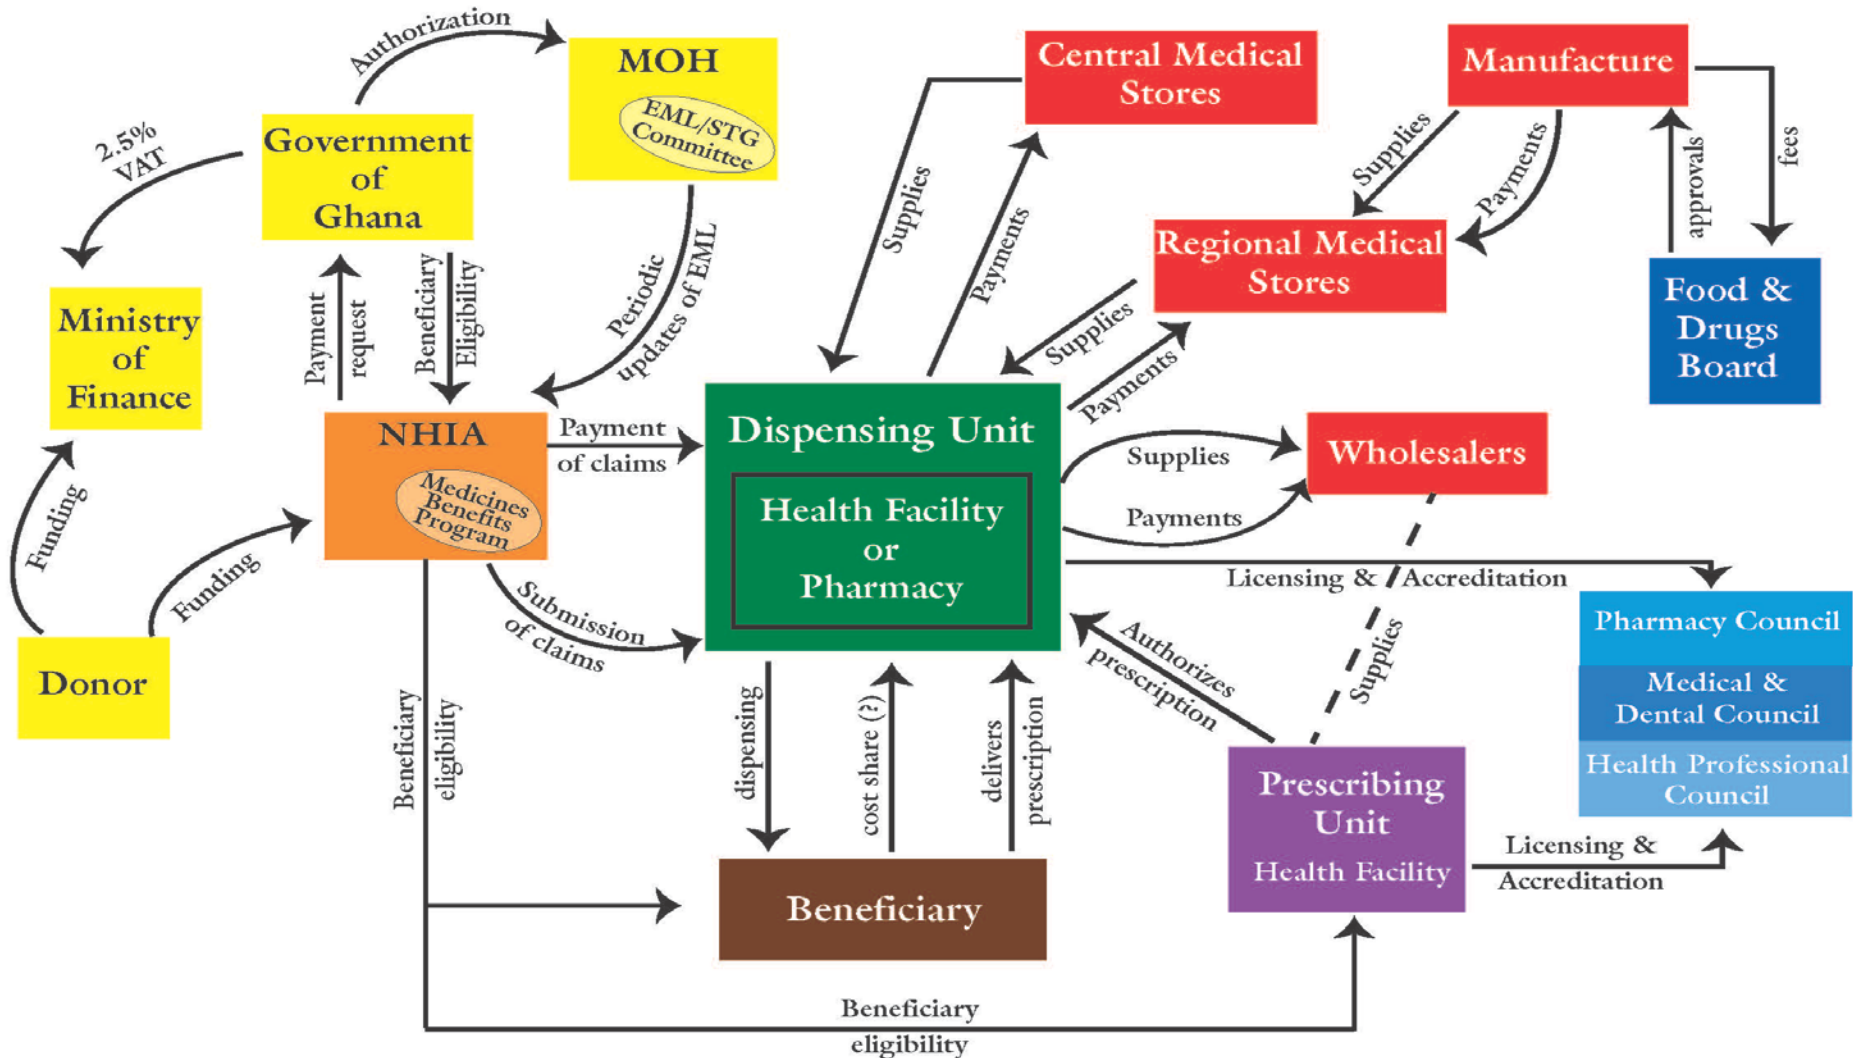 Authorization
MOH
EML/STG
Committee
Central Medical
Stores
Manufacture
2.5%
VAT
Government
of
Ghana
Supplies
Payments
Supplies
Payments
approvals
fees
Regional Medical
Stores
Food &
Drugs
Board
Ministry
of
Finance
Payment
request
Beneficiary
Eligibility
Periodic
updates of EML
Supplies
Payments
NHIA
Medicines
Benefits
Program
Payment
of claims
Dispensing Unit
Health Facility
or
Pharmacy
Supplies
Payments
Wholesalers
Funding
Funding
Donor
Submission
of claims
Licensing & Accreditation
Supplies
Pharmacy Council
Medical &
Dental Council
Health Professional
Council
Authorizes
prescription
Beneficiary
eligibility
dispensing
cost share (?)
delivers
prescription
Prescribing
Unit
Health Facility
Licensing &
Accreditation
Beneficiary
Beneficiary
eligibility